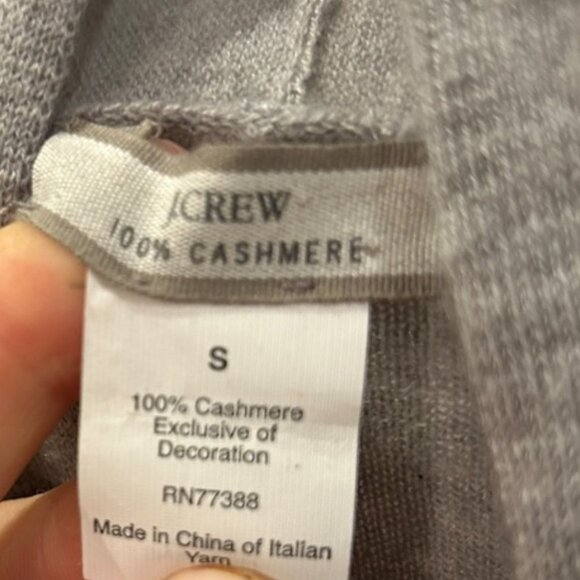 J.CREW
100% CASHMERE
S
100% Cashmere
Exclusive of
Decoration
RN77388
Made in China of Italian
Yarn